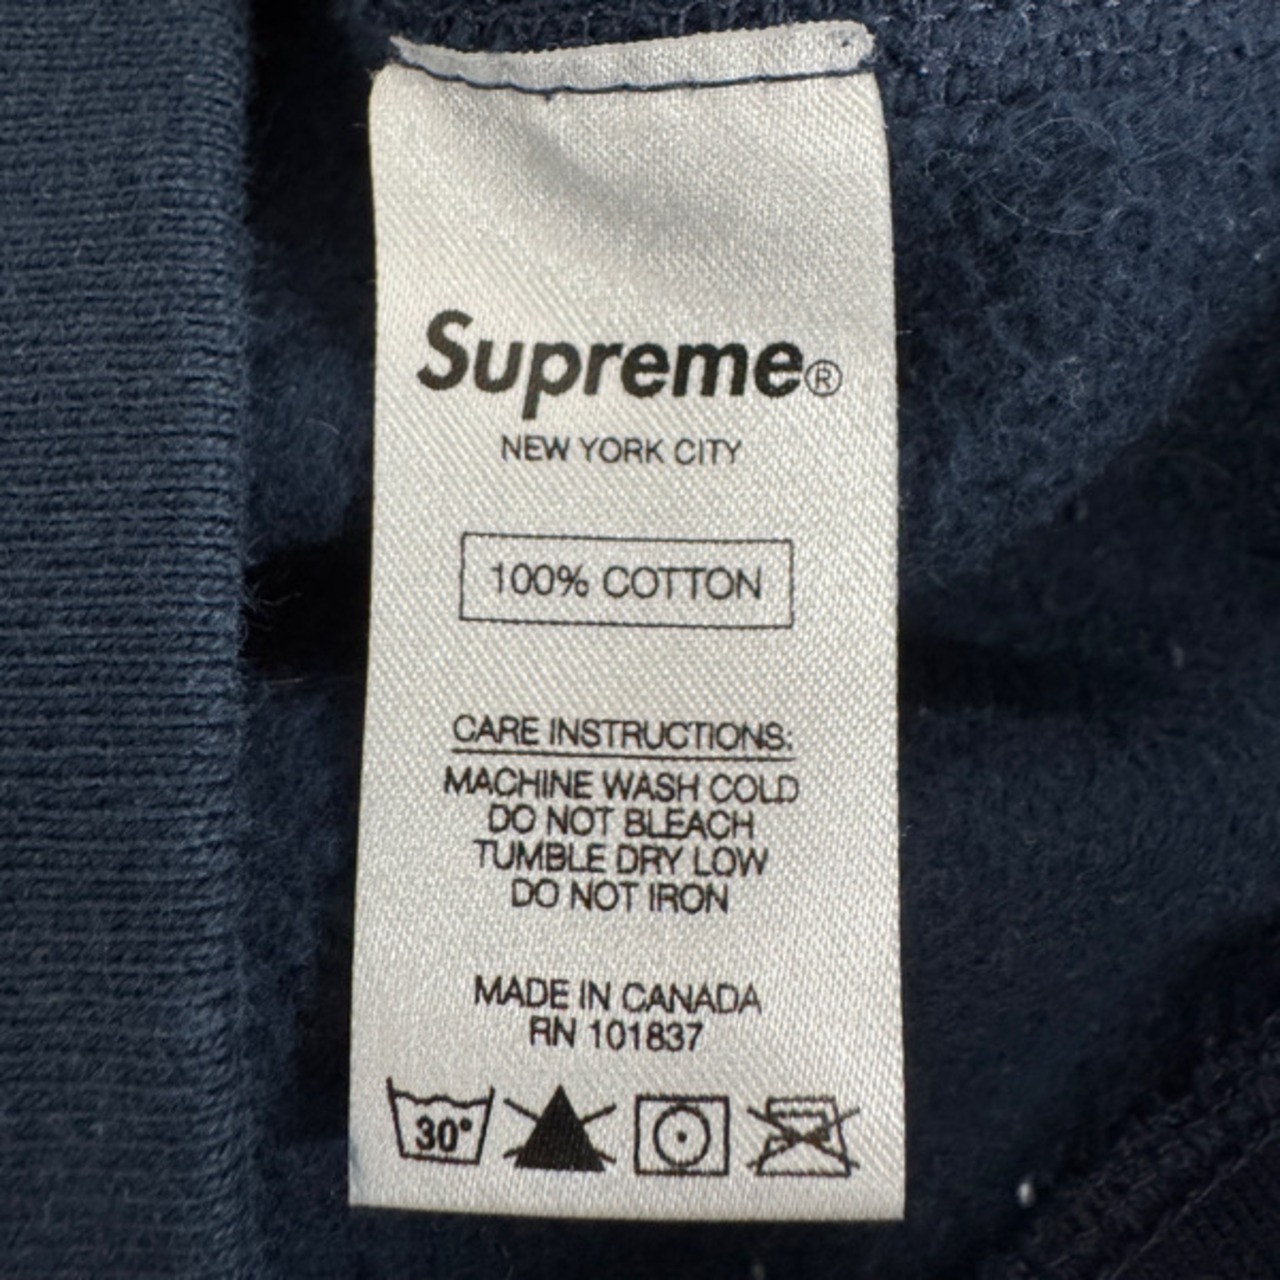 Supreme®
NEW YORK CITY
100% COTTON
CARE INSTRUCTIONS:
MACHINE WASH COLD
DO NOT BLEACH
TUMBLE DRY LOW
DO NOT IRON
MADE IN CANADA
RN 101837
30°